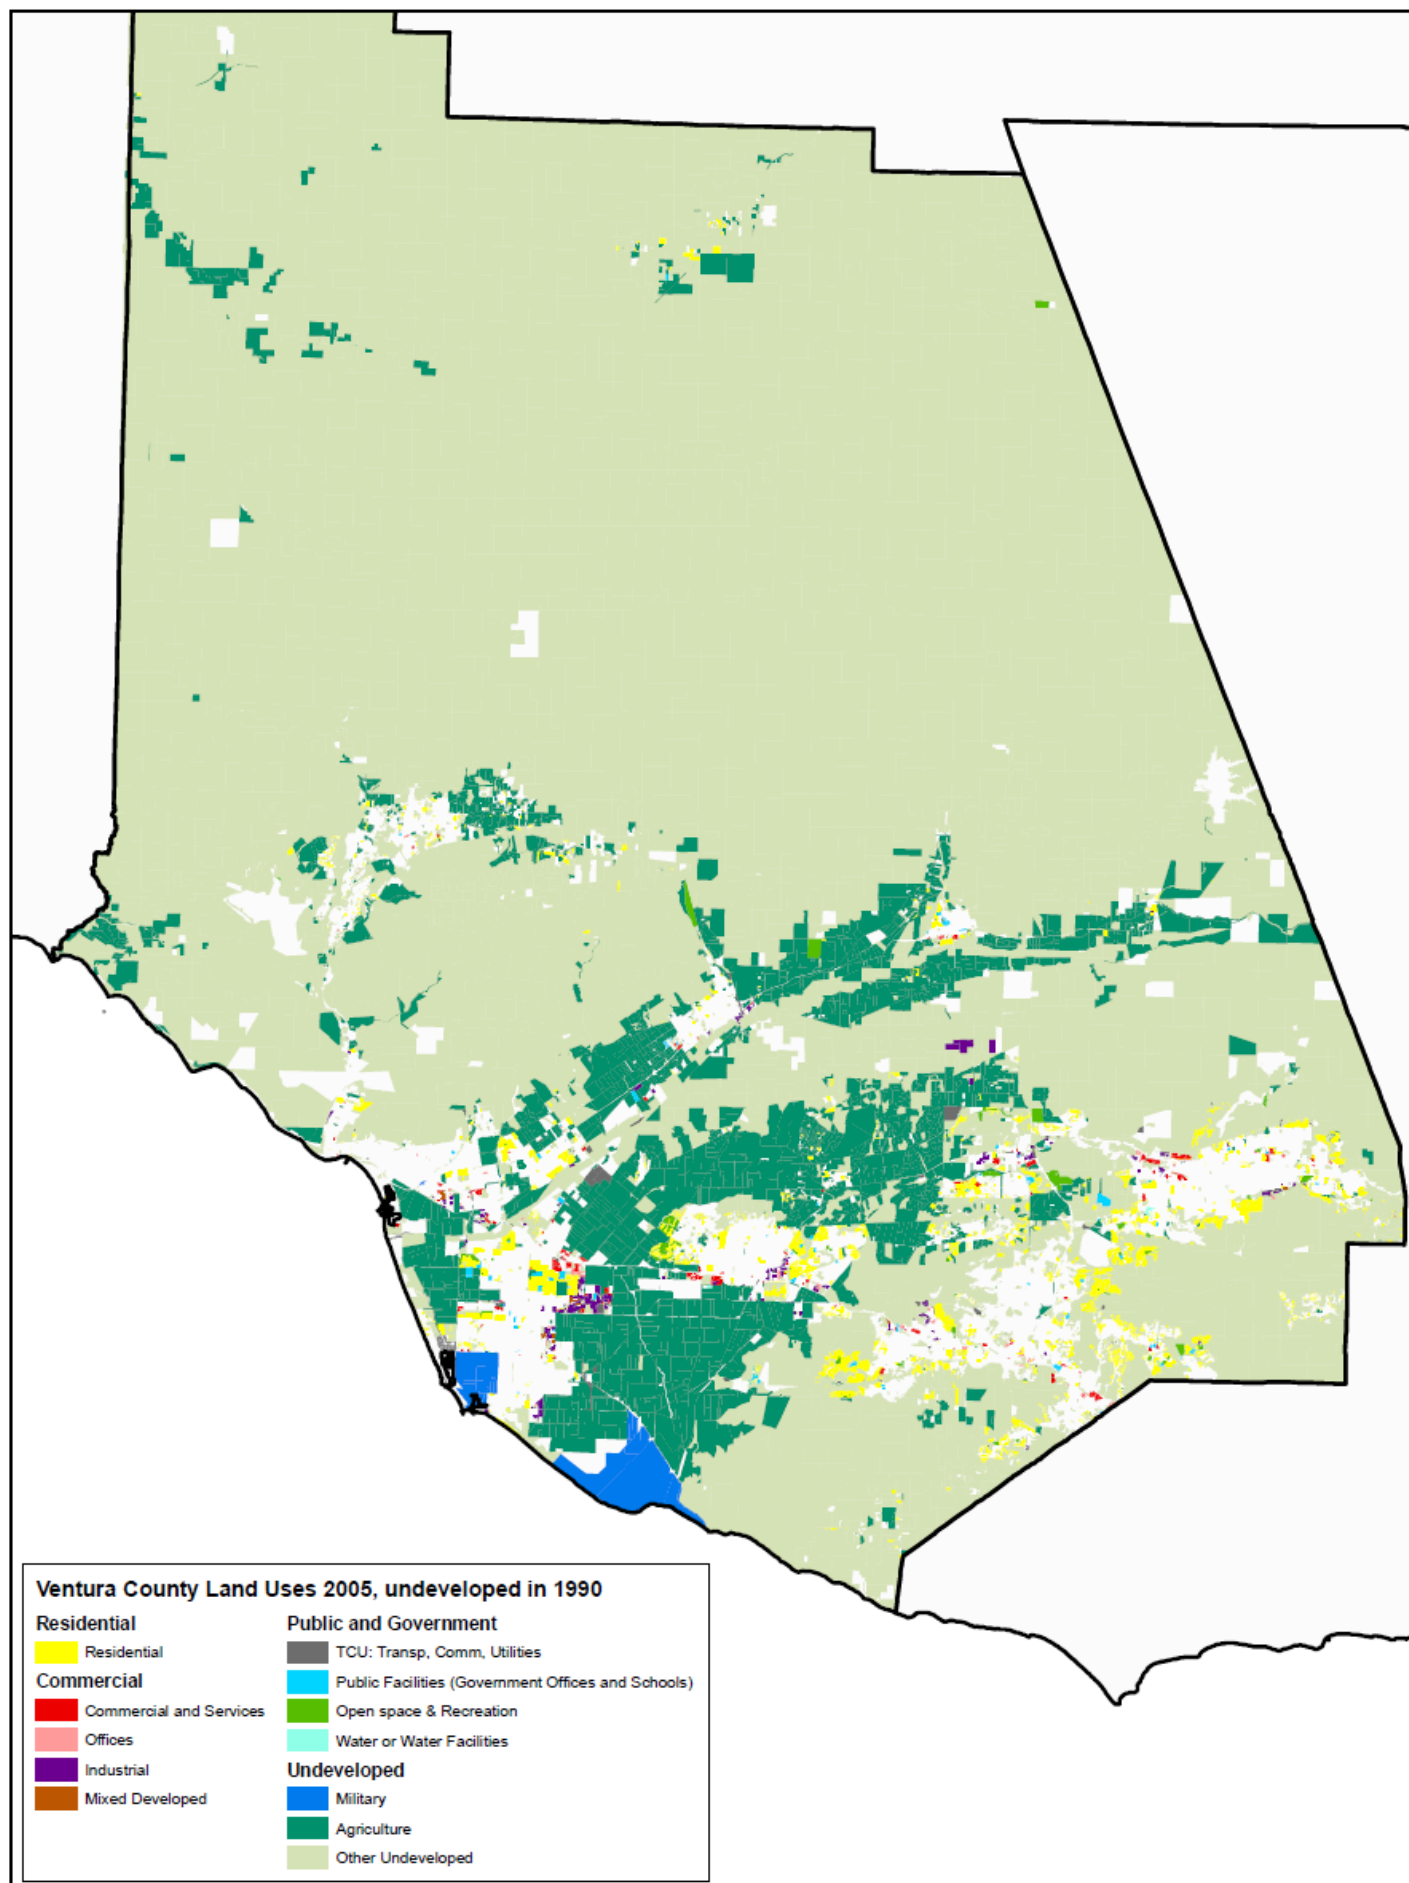 Ventura County Land Uses 2005, undeveloped in 1990
Residential
Residential
Commercial
Commercial and Services
Offices
Industrial
Mixed Developed
Public and Government
TCU: Transp, Comm, Utilities
Public Facilities (Government Offices and Schools)
Open space & Recreation
Water or Water Facilities
Undeveloped
Military
Agriculture
Other Undeveloped